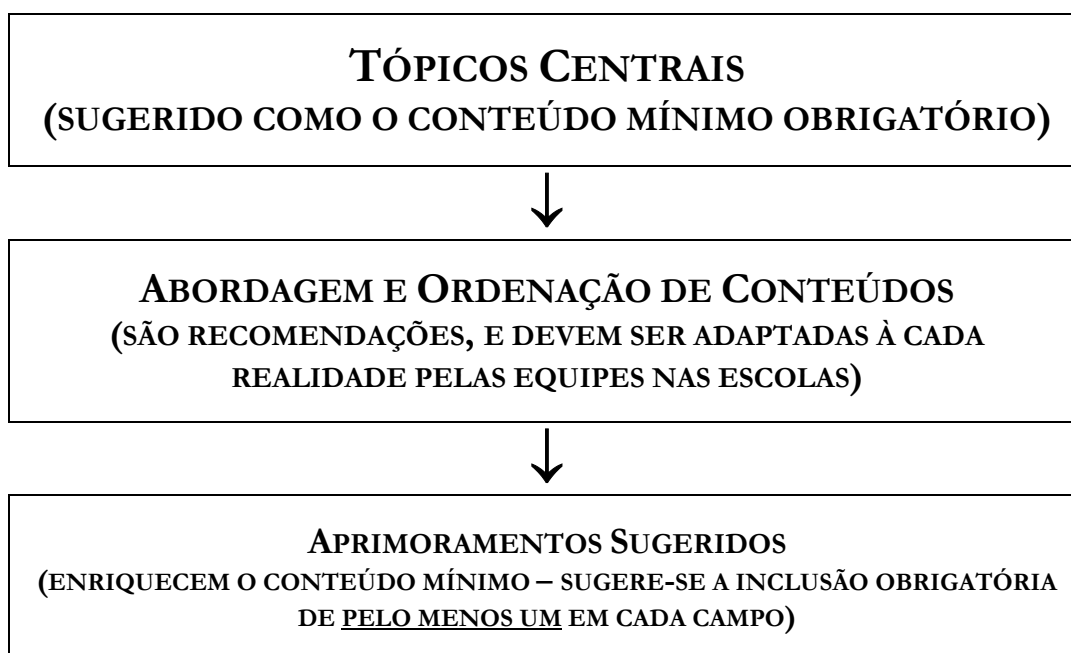 TÓPICOS CENTRAIS
(SUGERIDO COMO O CONTEÚDO MÍNIMO OBRIGATÓRIO)
ABORDAGEM E ORDENAÇÃO DE CONTEÚDOS
(SÃO RECOMENDAÇÕES, E DEVEM SER ADAPTADAS À CADA
REALIDADE PELAS EQUIPES NAS ESCOLAS)
APRIMORAMENTOS SUGERIDOS
(ENRIQUECEM O CONTEÚDO MÍNIMO – SUGERE-SE A INCLUSÃO OBRIGATÓRIA
DE PELO MENOS UM EM CADA CAMPO)